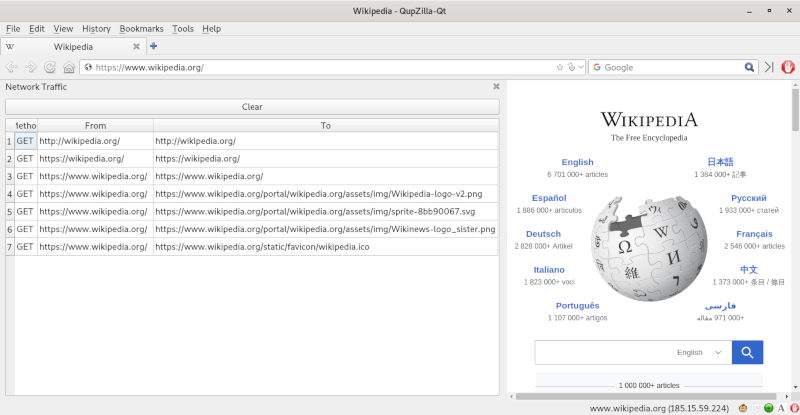 Wikipedia - QupZilla-Qt
File Edit View History Bookmarks Tools Help
W Wikipedia
https://www.wikipedia.org/
Google
Network Traffic
Clear
From To
1 GET http://wikipedia.org/ http://wikipedia.org/
2 GET https://wikipedia.org/ https://wikipedia.org/
3 GET https://www.wikipedia.org/ https://www.wikipedia.org/
4 GET https://www.wikipedia.org/ https://www.wikipedia.org/portal/wikipedia.org/assets/img/Wikipedia-logo-v2.png
5 GET https://www.wikipedia.org/ https://www.wikipedia.org/portal/wikipedia.org/assets/img/sprite-8bb90067.svg
6 GET https://www.wikipedia.org/ https://www.wikipedia.org/portal/wikipedia.org/assets/img/Wikinews-logo_sister.png
7 GET https://www.wikipedia.org/ https://www.wikipedia.org/static/favicon/wikipedia.ico
WIKIPEDIA
The Free Encyclopedia
English
6 701 000+ articles
日本語
1 384 000+ 記事
Español
1 886 000+ artículos
Русский
1 933 000+ статей
Deutsch
2 828 000+ Artikel
Français
2 546 000+ articles
Italiano
1 823 000+ voci
中文
1 373 000+ 条目 / 條目
Português
1 107 000+ artigos
فارسی
۹۷۱ 000+ مقاله
Ω
W
И
維
English
1 000 000+ articles
www.wikipedia.org (185.15.59.224)
A